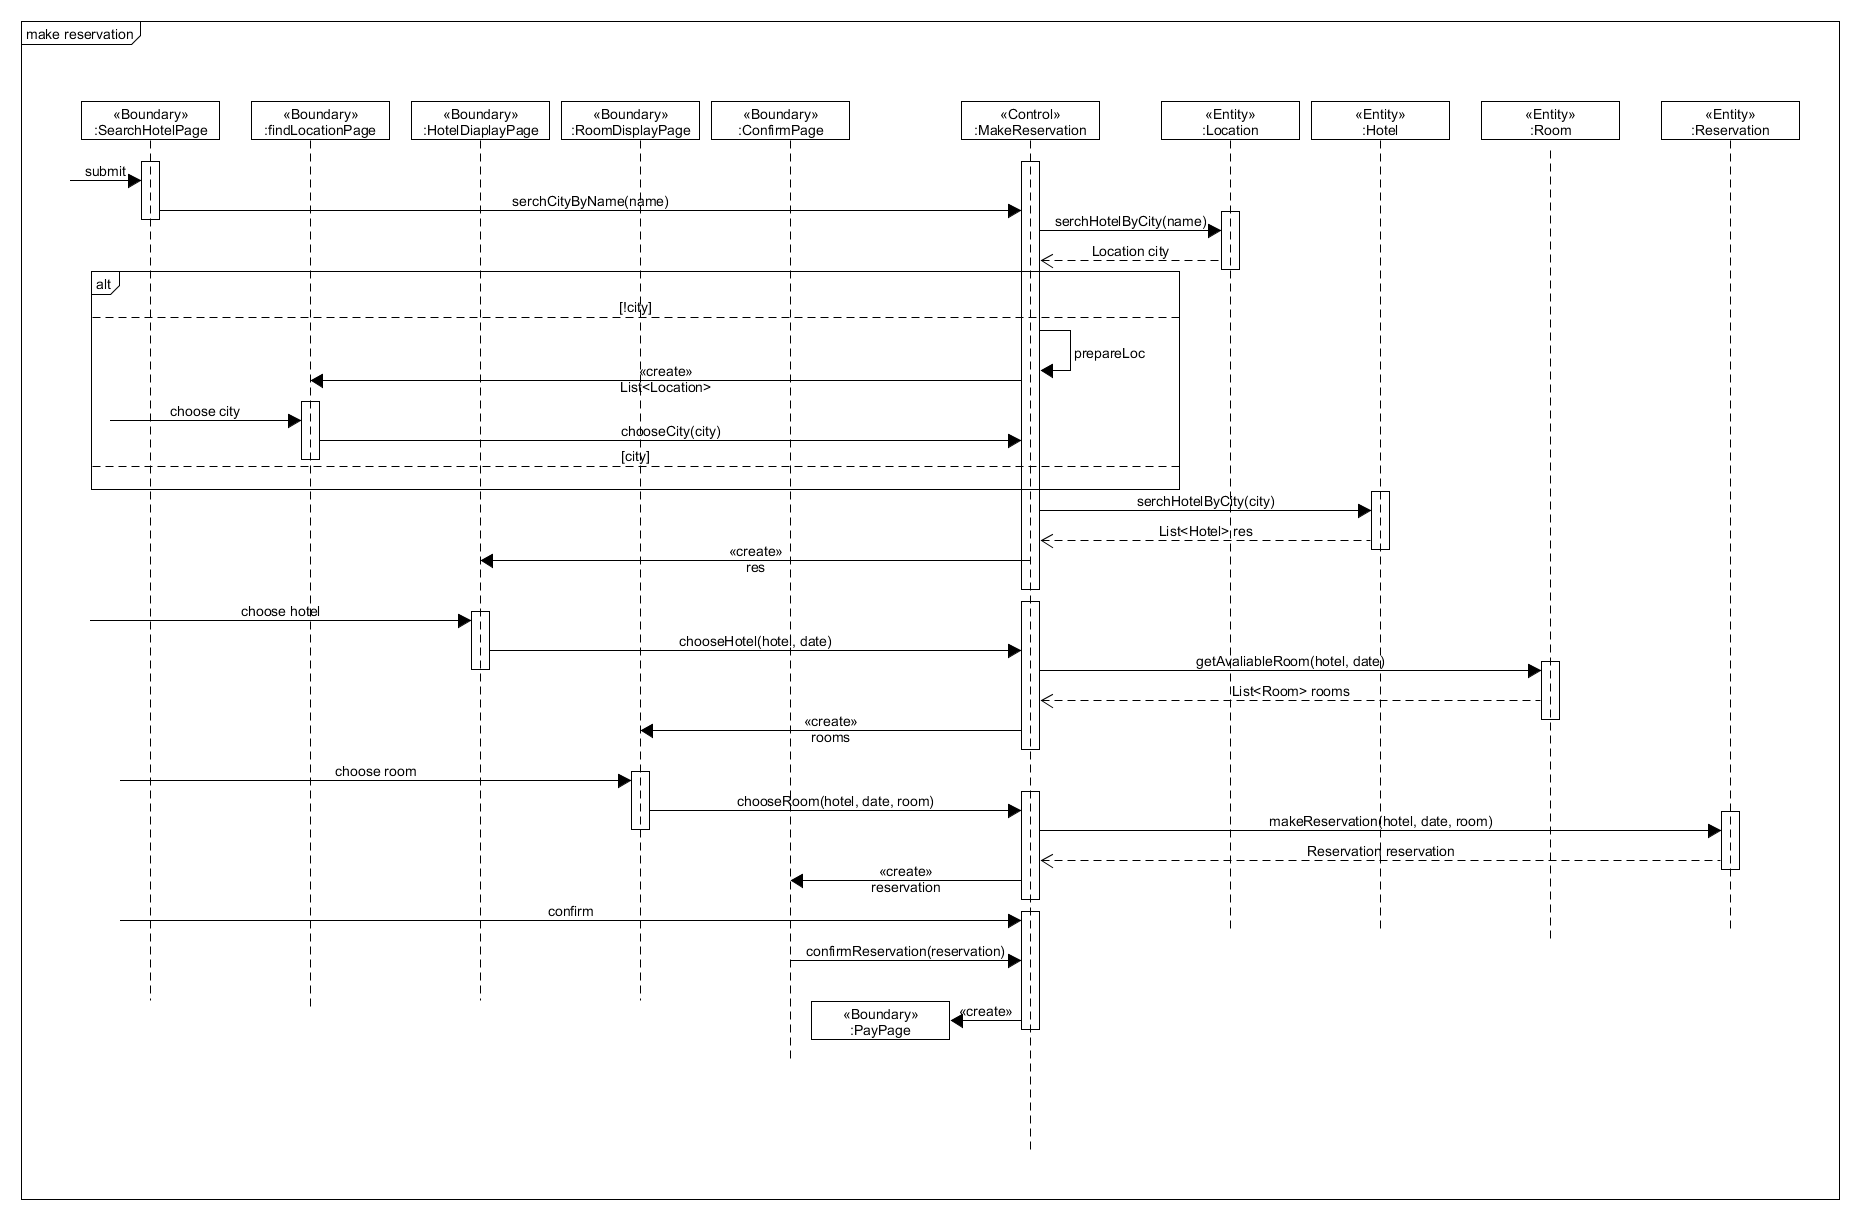 make reservation
«Boundary»
:SearchHotelPage
«Boundary»
:findLocationPage
«Boundary»
:HotelDiaplayPage
«Boundary»
:RoomDisplayPage
«Boundary»
:ConfirmPage
«Control»
:MakeReservation
«Entity»
:Location
«Entity»
:Hotel
«Entity»
:Room
«Entity»
:Reservation
submit
serchCityByName(name)
serchHotelByCity(name)
Location city
alt
[!city]
prepareLoc
«create»
List<Location>
choose city
chooseCity(city)
[city]
serchHotelByCity(city)
List<Hotel> res
«create»
res
choose hotel
chooseHotel(hotel, date)
getAvaliableRoom(hotel, date)
List<Room> rooms
«create»
rooms
choose room
chooseRoom(hotel, date, room)
makeReservation(hotel, date, room)
Reservation reservation
«create»
reservation
confirm
confirmReservation(reservation)
«create»
«Boundary»
:PayPage